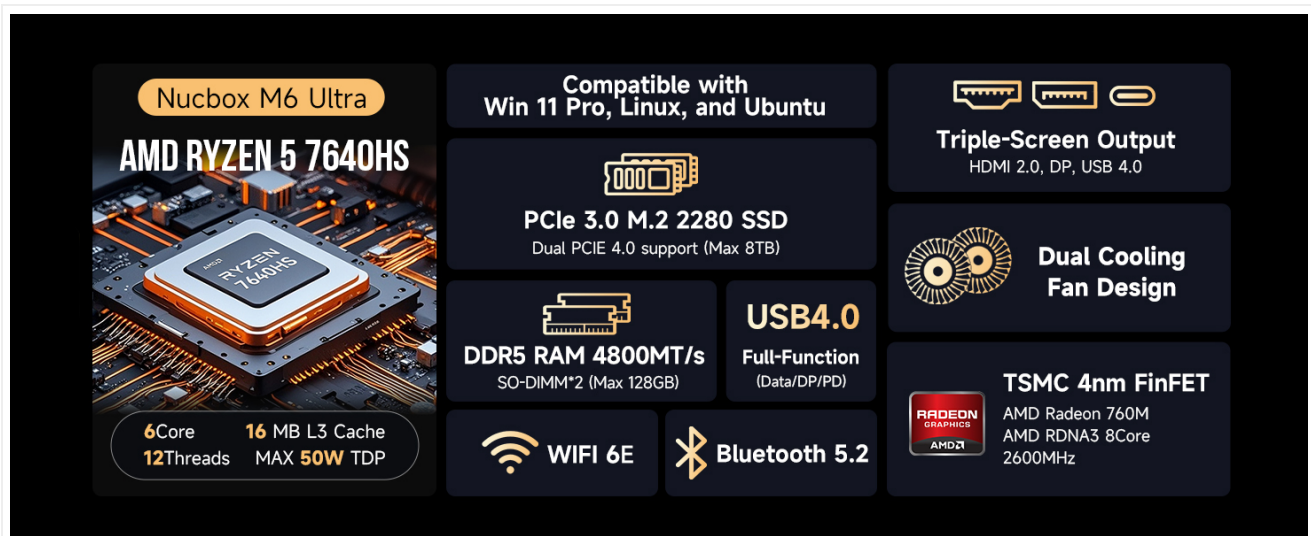 Nucbox M6 Ultra
AMD RYZEN 5 7640HS
AMD
RYZEN
7640HS
6Core
16 MB L3 Cache
12Threads
MAX 50W TDP
Compatible with
Win 11 Pro, Linux, and Ubuntu
PCIe 3.0 M.2 2280 SSD
Dual PCIE 4.0 support (Max 8TB)
DDR5 RAM 4800MT/s
SO-DIMM*2 (Max 128GB)
USB4.0
Full-Function
(Data/DP/PD)
WIFI 6E
Bluetooth 5.2
Triple-Screen Output
HDMI 2.0, DP, USB 4.0
Dual Cooling
Fan Design
RADEON
GRAPHICS
AMD
TSMC 4nm FinFET
AMD Radeon 760M
AMD RDNA3 8Core
2600MHz